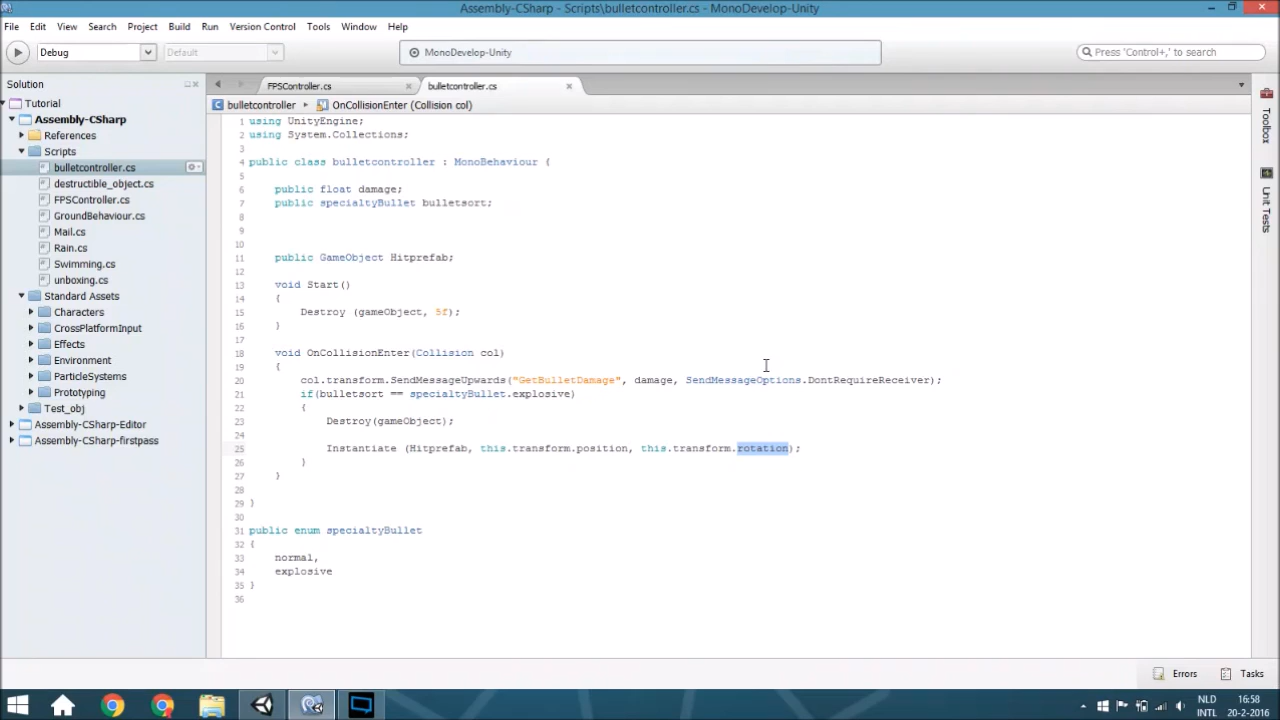 Assembly-CSharp - Scripts\bulletcontroller.cs - MonoDevelop-Unity
File Edit View Search Project Build Run Version Control Tools Window Help
Debug Default MonoDevelop-Unity Press 'Control+,' to search
Solution
Tutorial
Assembly-CSharp
References
Scripts
bulletcontroller.cs
destructible_object.cs
FPSController.cs
GroundBehaviour.cs
Mail.cs
Rain.cs
Swimming.cs
unboxing.cs
Standard Assets
Characters
CrossPlatformInput
Effects
Environment
ParticleSystems
Prototyping
Test_obj
Assembly-CSharp-Editor
Assembly-CSharp-firstpass
FPSController.cs bulletcontroller.cs
bulletcontroller OnCollisionEnter (Collision col)
1 using UnityEngine;
2 using System.Collections;
3
4 public class bulletcontroller : MonoBehaviour {
5
6 public float damage;
7 public specialtyBullet bulletsort;
8
9
10
11 public GameObject Hitprefab;
12
13 void Start()
14 {
15 Destroy (gameObject, 5f);
16 }
17
18 void OnCollisionEnter(Collision col)
19 {
20 col.transform.SendMessageUpwards("GetBulletDamage", damage, SendMessageOptions.DontRequireReceiver);
21 if(bulletsort == specialtyBullet.explosive)
22 {
23 Destroy(gameObject);
24
25 Instantiate (Hitprefab, this.transform.position, this.transform.rotation);
26 }
27 }
28
29 }
30
31 public enum specialtyBullet
32 {
33 normal,
34 explosive
35 }
36
Toolbox
Unit Tests
Errors Tasks
NLD 16:58
INTL 20-2-2016